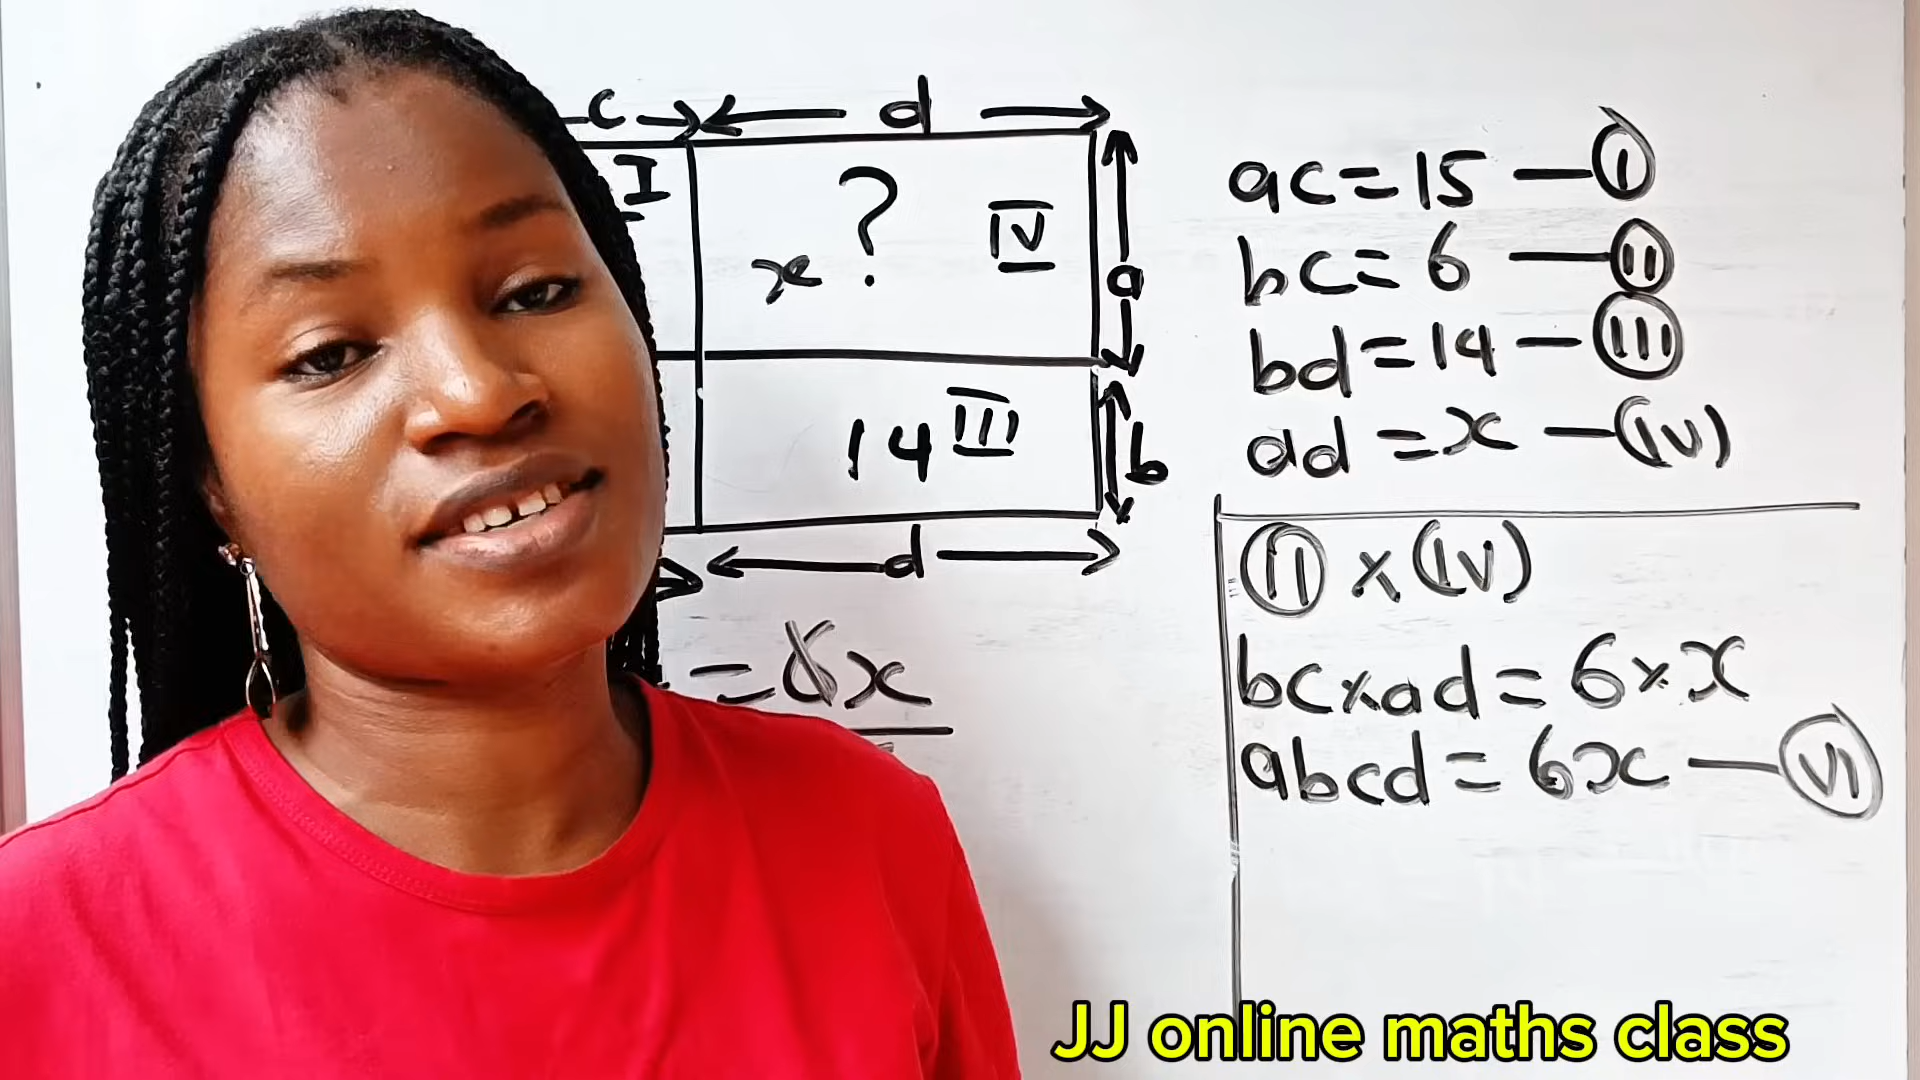 c d
I
x ? IV
a
14 III
b
d
= 6x
ac = 15 — (I)
bc = 6 — (II)
bd = 14 — (III)
ad = x — (IV)
(II) × (IV)
bc × ad = 6 × x
abcd = 6x — (VI)
JJ online maths class